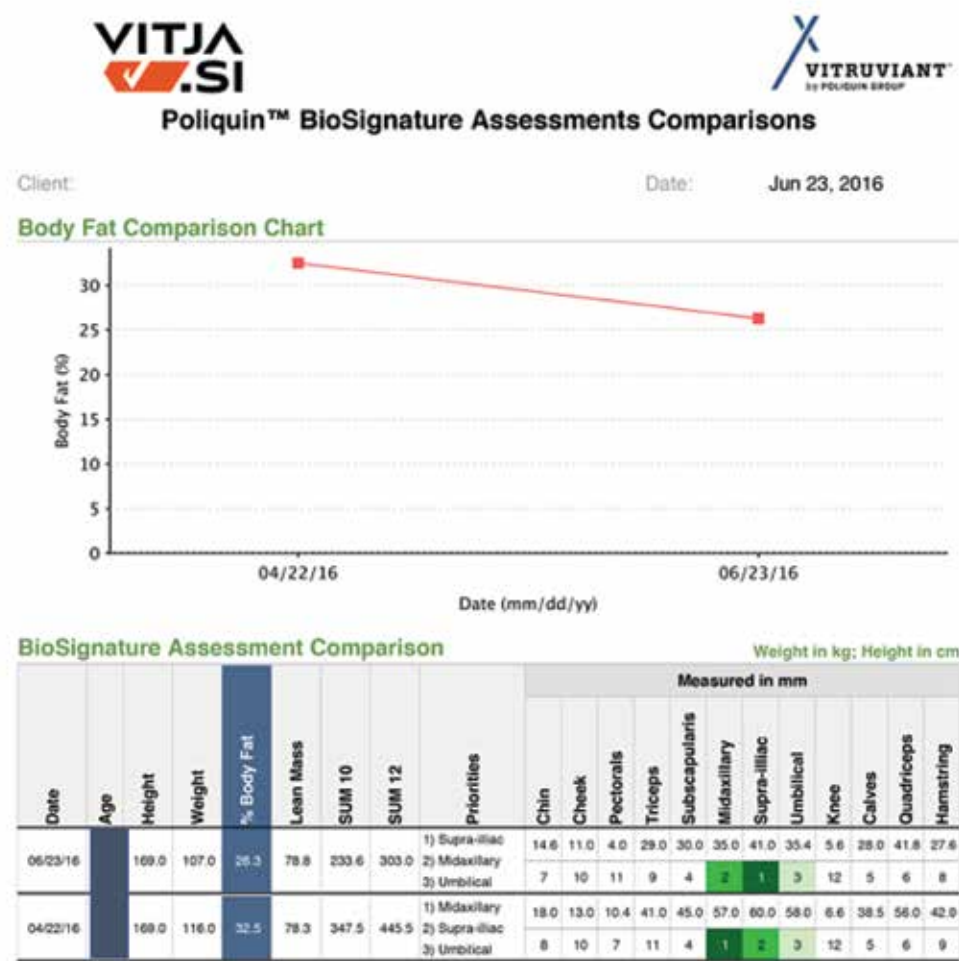 VITJA
.SI
VITRUVIANT
by POLIQUIN GROUP
Poliquin™ BioSignature Assessments Comparisons
Client: Date: Jun 23, 2016
Body Fat Comparison Chart
Body Fat (%)
30
25
20
15
10
5
0
04/22/16 06/23/16
Date (mm/dd/yy)
BioSignature Assessment Comparison Weight in kg; Height in cm
Measured in mm
Date Age Height Weight % Body Fat Lean Mass SUM 10 SUM 12 Priorities Chin Cheek Pectorals Triceps Subscapularis Midaxillary Supra-illiac Umbilical Knee Calves Quadriceps Hamstring
1) Supra-illiac 14.6 11.0 4.0 29.0 30.0 35.0 41.0 35.4 5.6 28.0 41.8 27.6
06/23/16 169.0 107.0 26.3 78.8 233.6 303.0 2) Midaxillary
3) Umbilical 7 10 11 9 4 2 1 3 12 5 6 8
1) Midaxillary 18.0 13.0 10.4 41.0 45.0 57.0 60.0 58.0 6.6 38.5 56.0 42.0
04/22/16 169.0 116.0 32.5 78.3 347.5 445.5 2) Supra-illiac
3) Umbilical 8 10 7 11 4 1 2 3 12 5 6 9